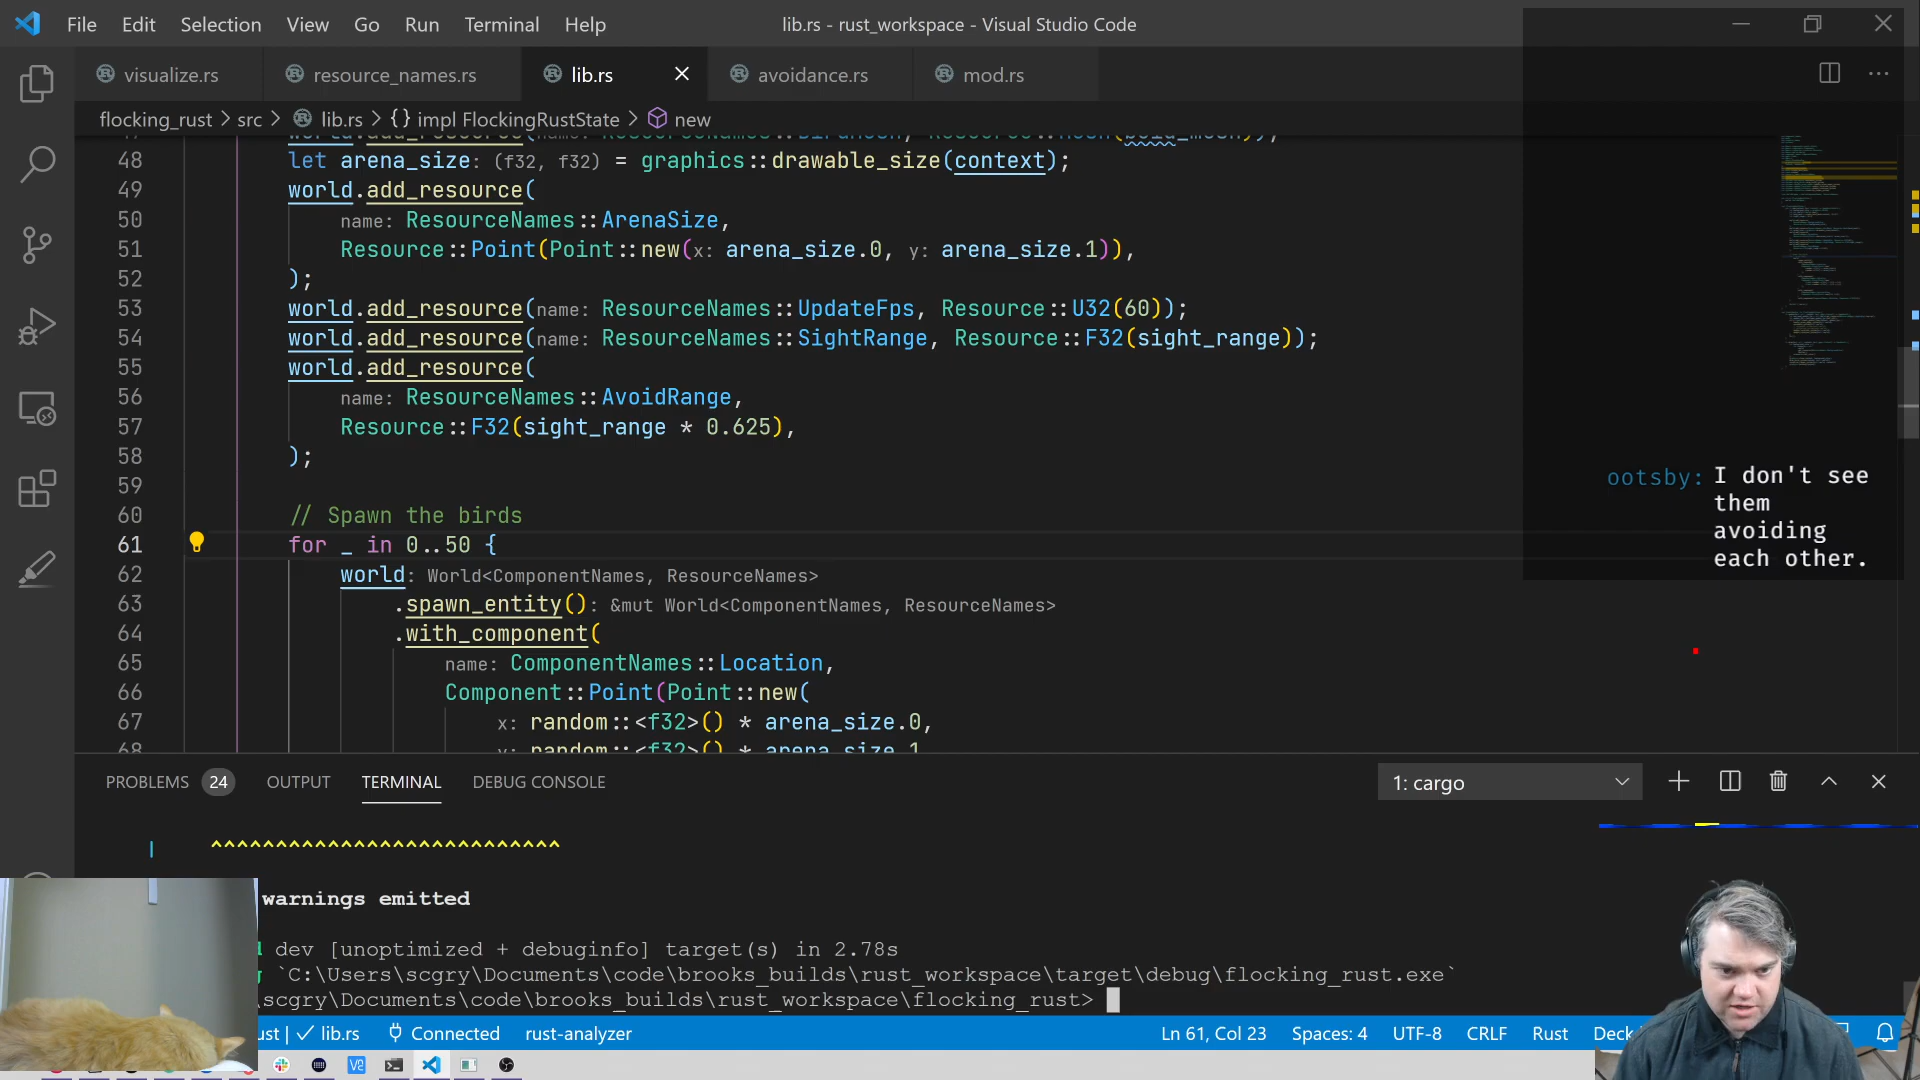 File Edit Selection View Go Run Terminal Help
lib.rs - rust_workspace - Visual Studio Code
visualize.rs resource_names.rs lib.rs avoidance.rs mod.rs
flocking_rust > src > lib.rs > {} impl FlockingRustState > new
48 let arena_size: (f32, f32) = graphics::drawable_size(context);
49 world.add_resource(
50 name: ResourceNames::ArenaSize,
51 Resource::Point(Point::new(x: arena_size.0, y: arena_size.1)),
52 );
53 world.add_resource(name: ResourceNames::UpdateFps, Resource::U32(60));
54 world.add_resource(name: ResourceNames::SightRange, Resource::F32(sight_range));
55 world.add_resource(
56 name: ResourceNames::AvoidRange,
57 Resource::F32(sight_range * 0.625),
58 );
59
60 // Spawn the birds
61 for _ in 0..50 {
62 world: World<ComponentNames, ResourceNames>
63 .spawn_entity(): &mut World<ComponentNames, ResourceNames>
64 .with_component(
65 name: ComponentNames::Location,
66 Component::Point(Point::new(
67 x: random::<f32>() * arena_size.0,
68 y: random::<f32>() * arena_size.1
ootsby: I don't see
them
avoiding
each other.
PROBLEMS 24 OUTPUT TERMINAL DEBUG CONSOLE 1: cargo
| ^^^^^^^^^^^^^^^^^^^^^^^^^^^
warnings emitted
dev [unoptimized + debuginfo] target(s) in 2.78s
`C:\Users\scgry\Documents\code\brooks_builds\rust_workspace\target\debug\flocking_rust.exe`
\scgry\Documents\code\brooks_builds\rust_workspace\flocking_rust>
ust | ✓ lib.rs Connected rust-analyzer Ln 61, Col 23 Spaces: 4 UTF-8 CRLF Rust Deck